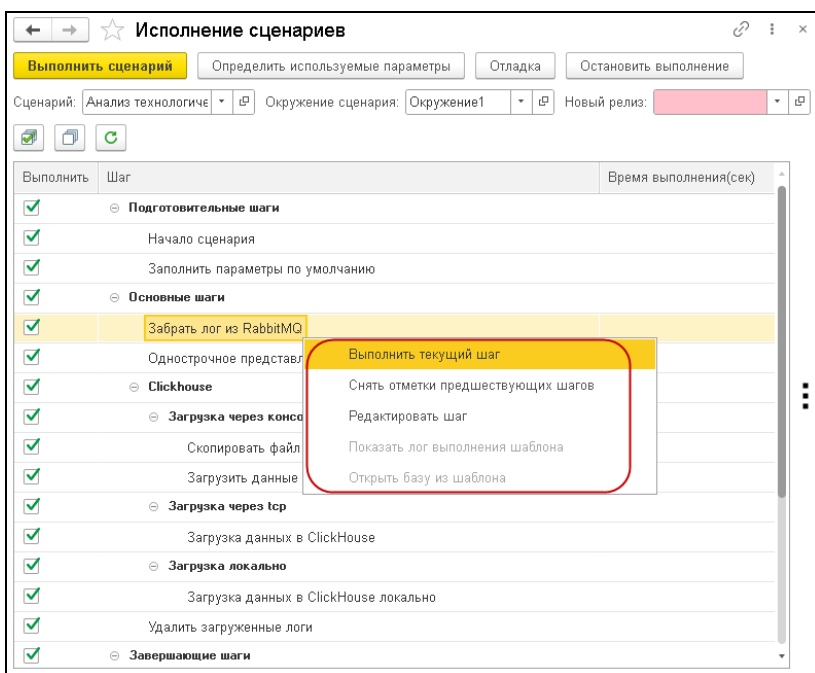 Исполнение сценариев
Выполнить сценарий Определить используемые параметры Отладка Остановить выполнение
Сценарий: Анализ технологиче Окружение сценария: Окружение1 Новый релиз:
Выполнить Шаг Время выполнения(сек)
Подготовительные шаги
Начало сценария
Заполнить параметры по умолчанию
Основные шаги
Забрать лог из RabbitMQ
Выполнить текущий шаг
Однострочное представл
Снять отметки предшествующих шагов
Clickhouse
Редактировать шаг
Загрузка через консо
Показать лог выполнения шаблона
Скопировать файл
Открыть базу из шаблона
Загрузить данные
Загрузка через tcp
Загрузка данных в ClickHouse
Загрузка локально
Загрузка данных в ClickHouse локально
Удалить загруженные логи
Завершающие шаги